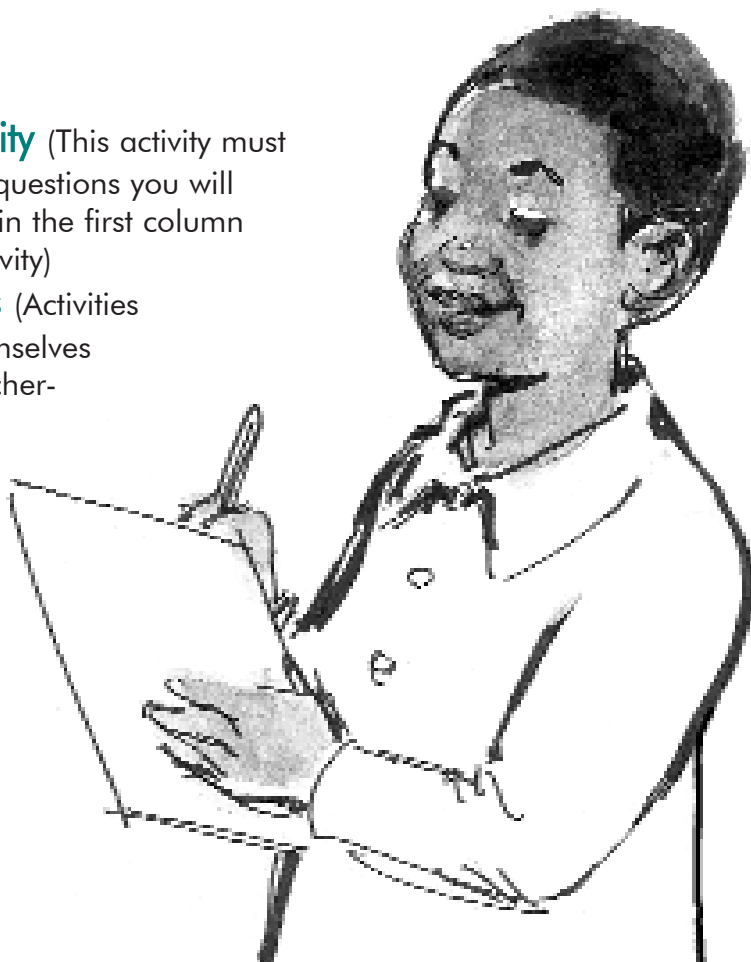 ity (This activity must
questions you will
in the first column
vity)
s (Activities
nselves
cher-